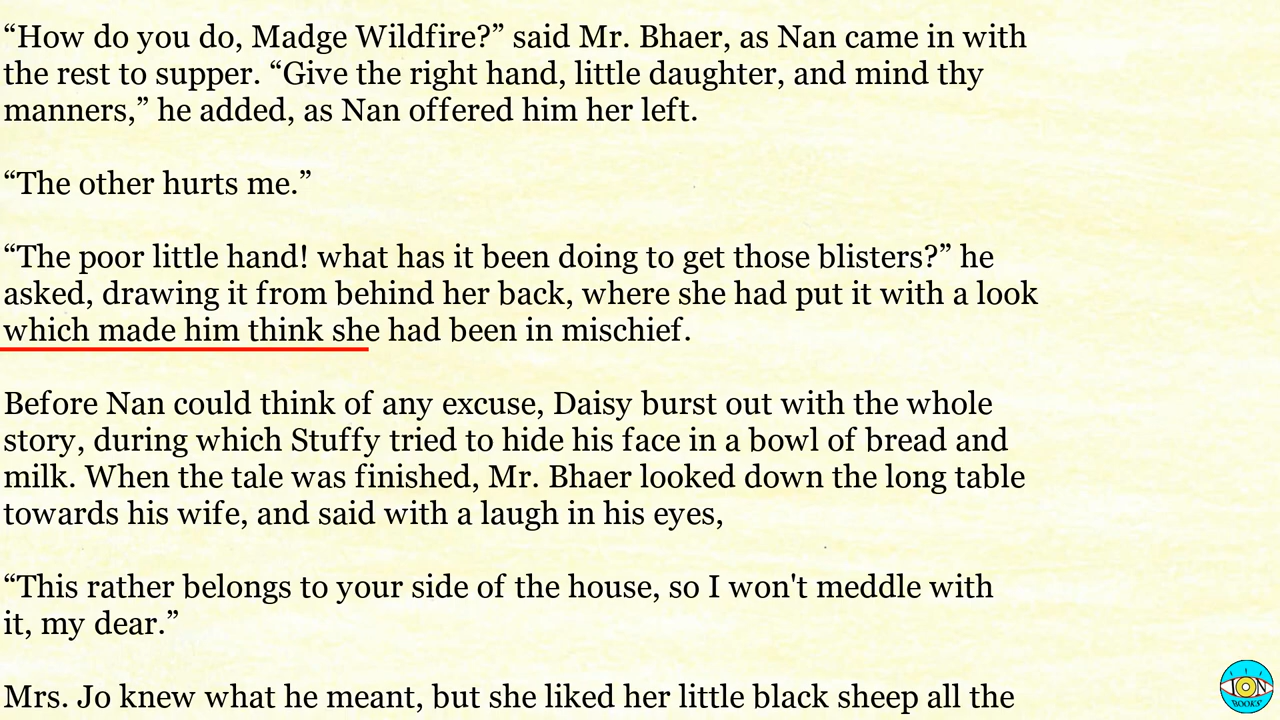 “How do you do, Madge Wildfire?” said Mr. Bhaer, as Nan came in with
the rest to supper. “Give the right hand, little daughter, and mind thy
manners,” he added, as Nan offered him her left.
“The other hurts me.”
“The poor little hand! what has it been doing to get those blisters?” he
asked, drawing it from behind her back, where she had put it with a look
which made him think she had been in mischief.
Before Nan could think of any excuse, Daisy burst out with the whole
story, during which Stuffy tried to hide his face in a bowl of bread and
milk. When the tale was finished, Mr. Bhaer looked down the long table
towards his wife, and said with a laugh in his eyes,
“This rather belongs to your side of the house, so I won't meddle with
it, my dear.”
Mrs. Jo knew what he meant, but she liked her little black sheep all the
ION
BOOKS